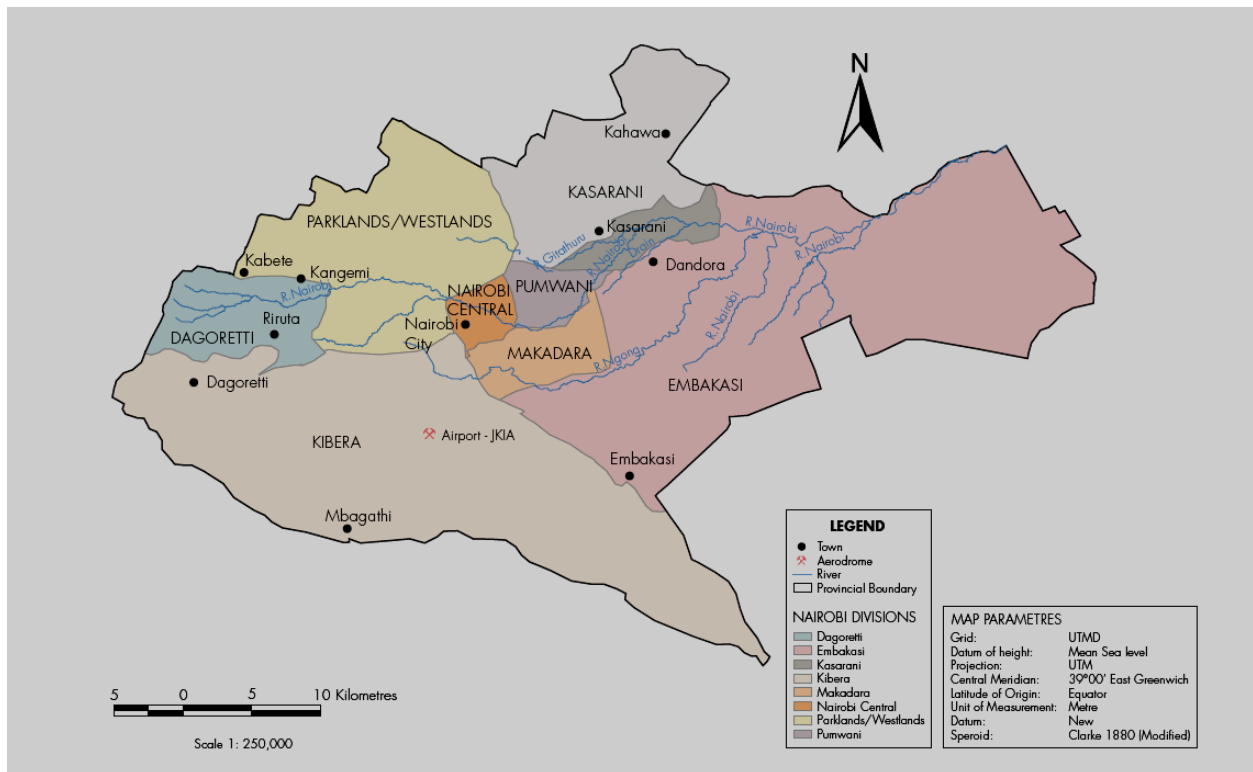 N
Kahawa
KASARANI
PARKLANDS/WESTLANDS
Kasarani
R.Nairobi
R. Gitathuru
R.Nairobi
Drain
R.Nairobi
Kabete
Kangemi
Dandora
R.Nairobi
NAIROBI
CENTRAL
PUMWANI
R.Nairobi
DAGORETTI
Riruta
Nairobi
City
MAKADARA
R.Ngong
EMBAKASI
Dagoretti
KIBERA
Airport - JKIA
Embakasi
Mbagathi
LEGEND
Town
Aerodrome
River
Provincial Boundary
NAIROBI DIVISIONS
Dagoretti
Embakasi
Kasarani
Kibera
Makadara
Nairobi Central
Parklands/Westlands
Pumwani
MAP PARAMETRES
Grid: UTMD
Datum of height: Mean Sea level
Projection: UTM
Central Meridian: 39°00' East Greenwich
Latitude of Origin: Equator
Unit of Measurement: Metre
Datum: New
Speroid: Clarke 1880 (Modified)
5 0 5 10 Kilometres
Scale 1: 250,000